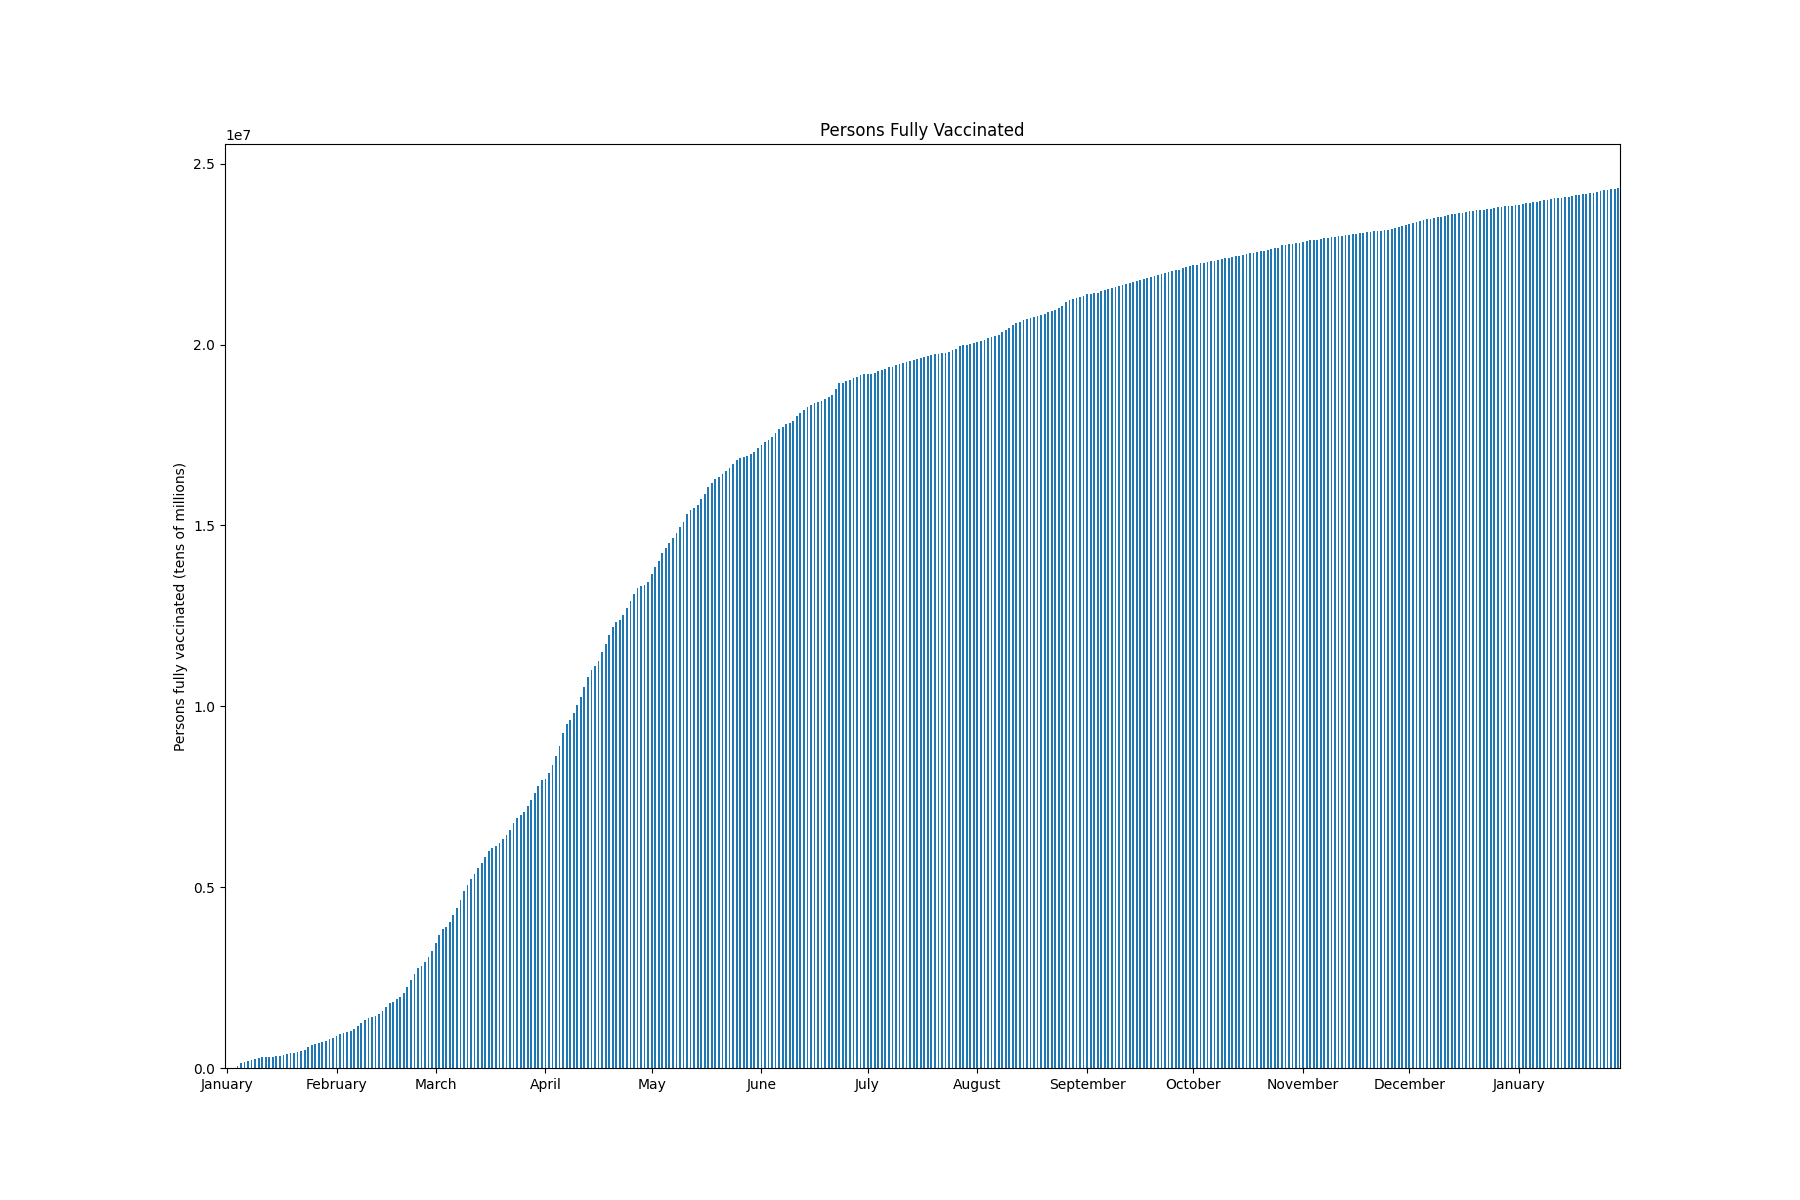 Persons Fully Vaccinated
1e7
2.5
2.0
1.5
1.0
0.5
0.0
Persons fully vaccinated (tens of millions)
January February March April May June July August September October November December January